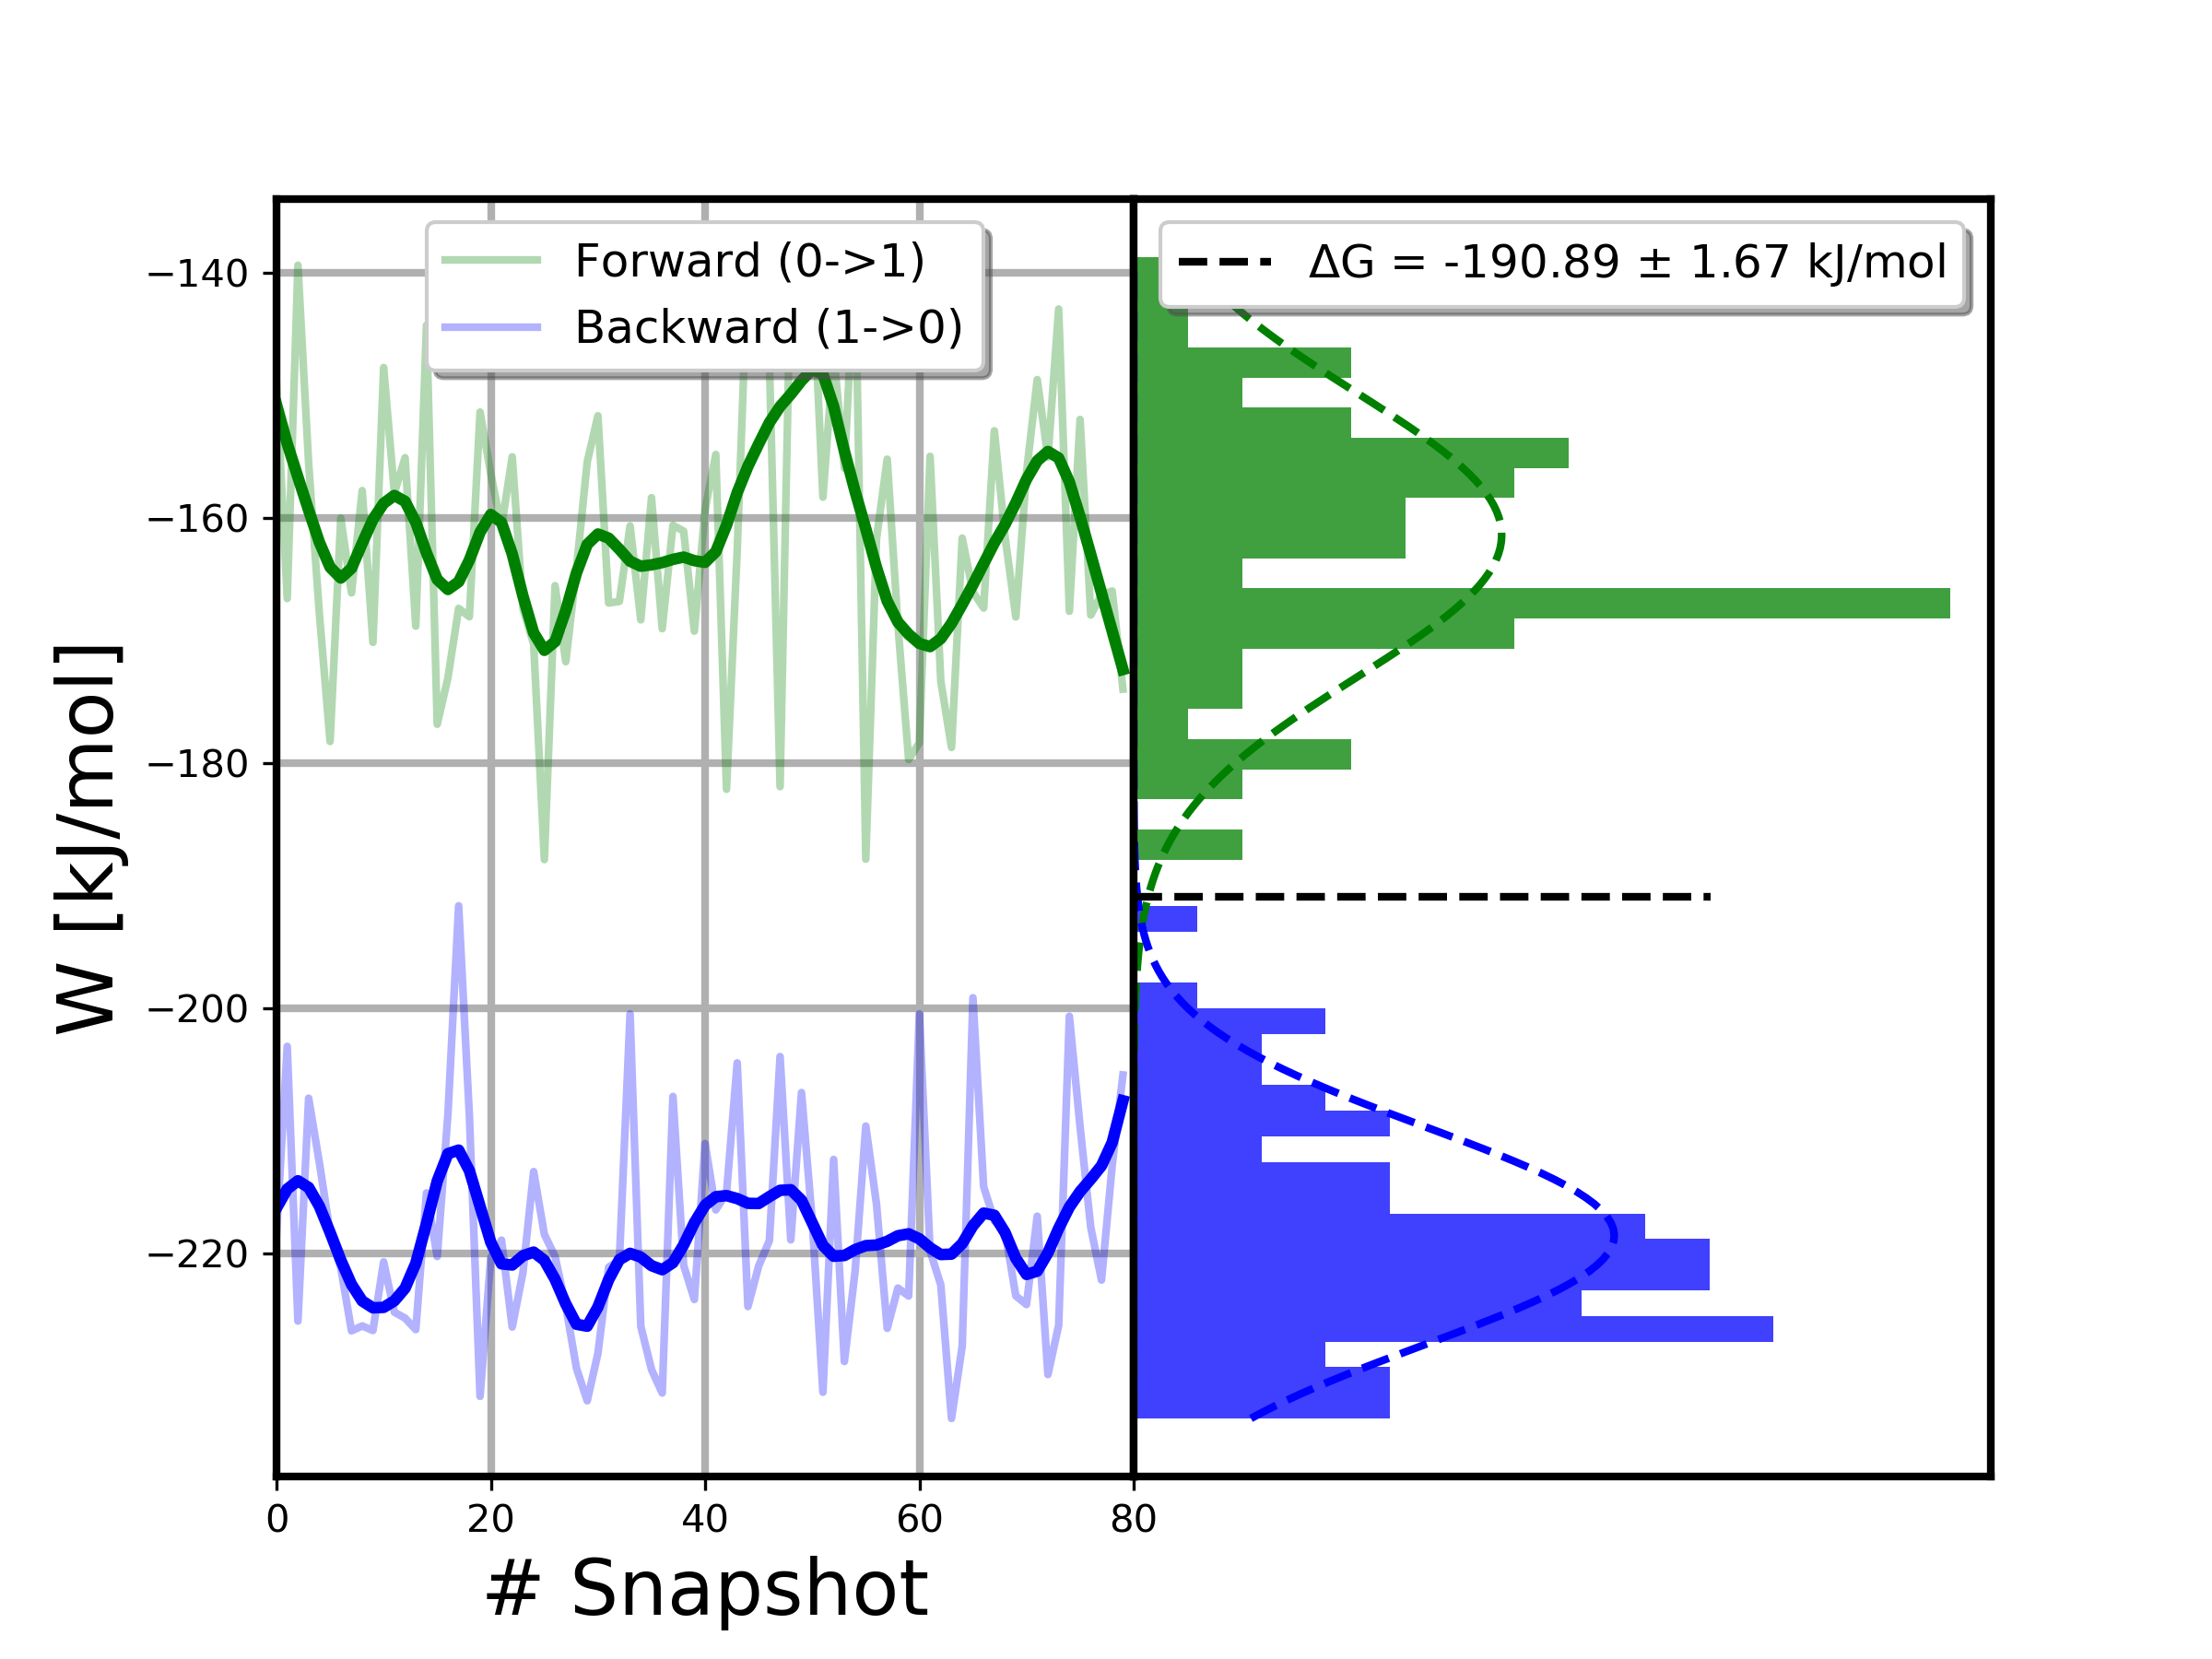 Forward (0->1)
Backward (1->0)
ΔG = -190.89 ± 1.67 kJ/mol
W [kJ/mol]
−140
−160
−180
−200
−220
0 20 40 60 80
# Snapshot